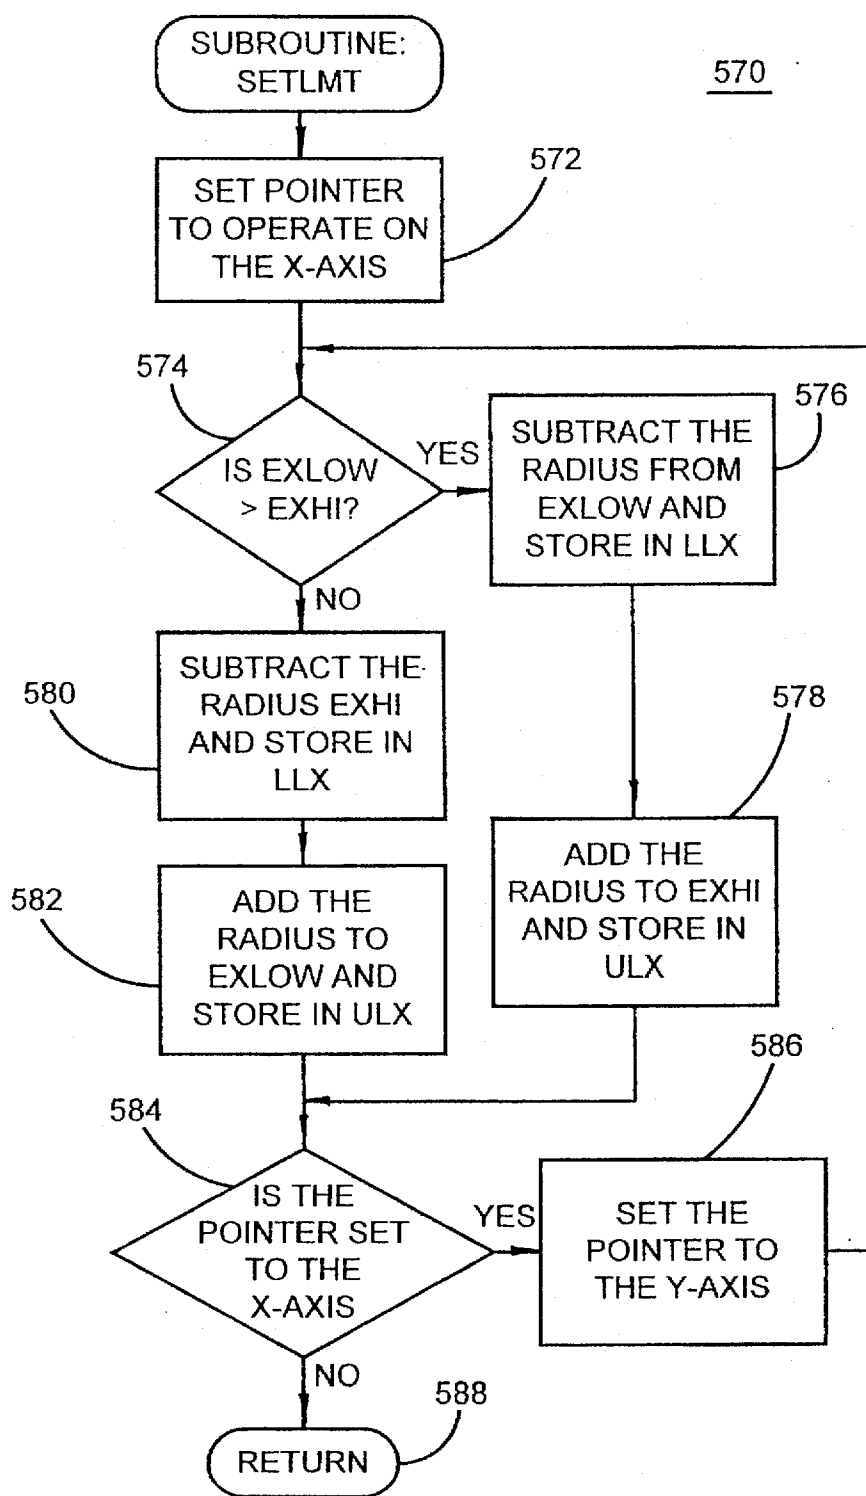 SUBROUTINE:
SETLMT
570
SET POINTER
TO OPERATE ON
THE X-AXIS
572
574
IS EXLOW
> EXHI?
YES
NO
576
SUBTRACT THE
RADIUS FROM
EXLOW AND
STORE IN LLX
580
SUBTRACT THE
RADIUS EXHI
AND STORE IN
LLX
578
ADD THE
RADIUS TO EXHI
AND STORE IN
ULX
582
ADD THE
RADIUS TO
EXLOW AND
STORE IN ULX
584
IS THE
POINTER SET
TO THE
X-AXIS
YES
NO
586
SET THE
POINTER TO
THE Y-AXIS
588
RETURN